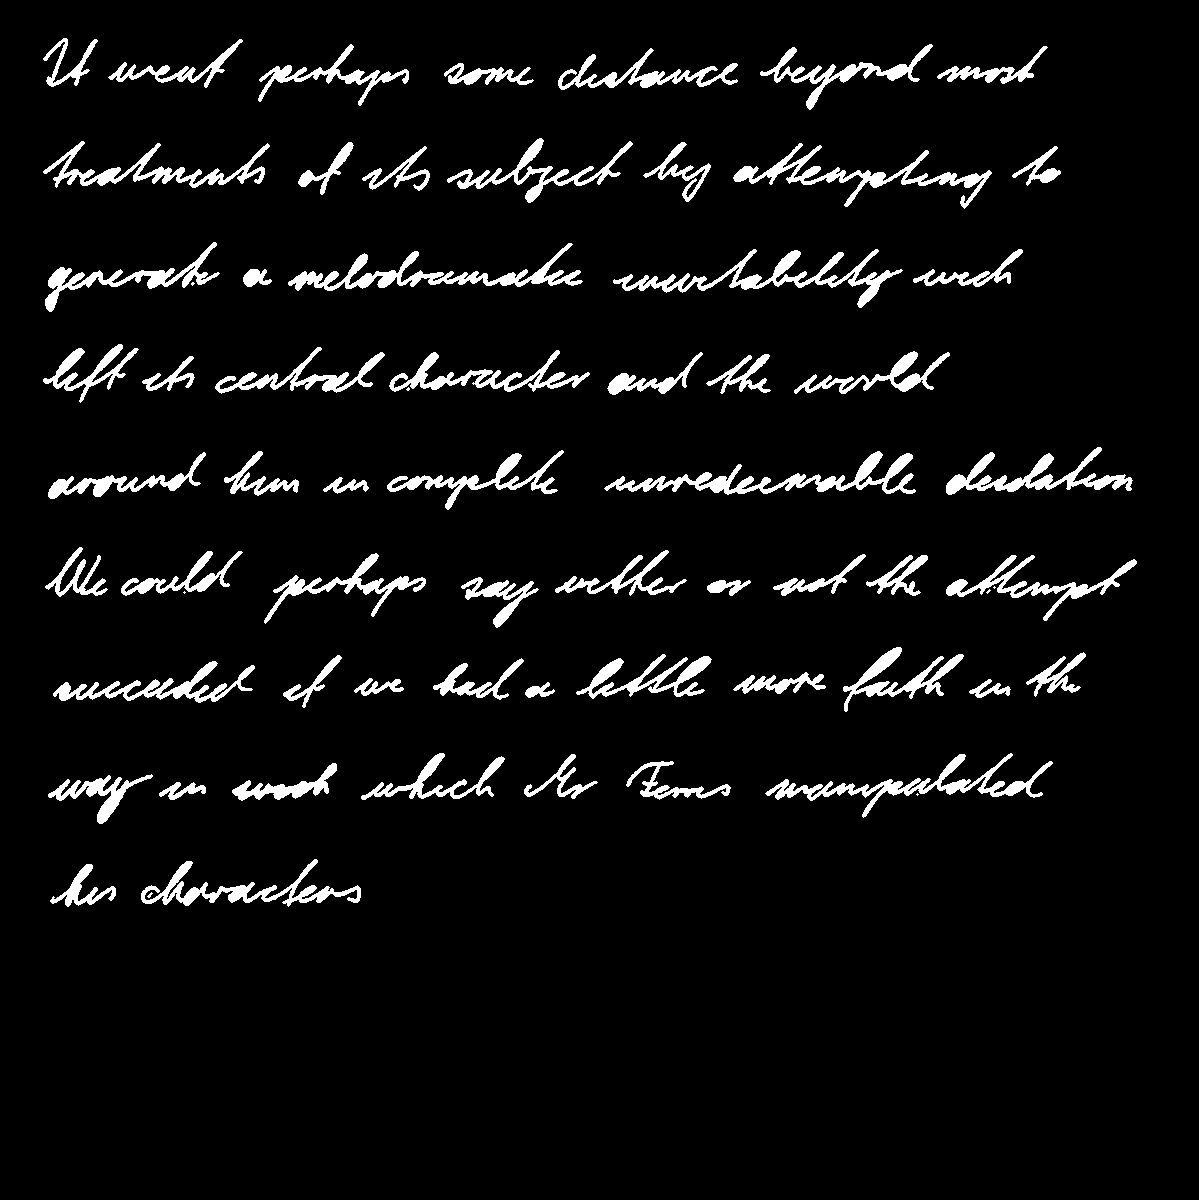 It went perhaps some distance beyond most
treatments of its subject by attempting to
generate a melodramatic inevitability wich
left its central character and the world
around him in complete unredeemable desolation
We could perhaps say wether or not the attempt
succeeded if we had a little more faith in the
way in which Mr Ferris manipulated
his characters